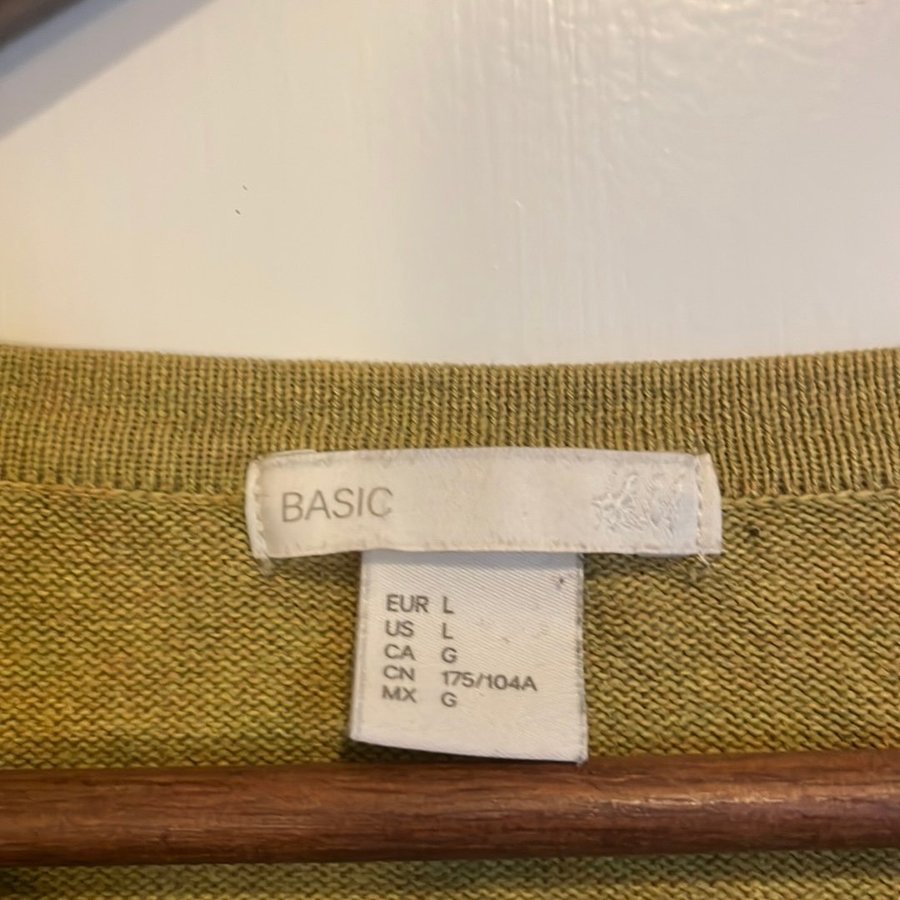 BASIC
EUR L
US L
CA G
CN 175/104A
MX G